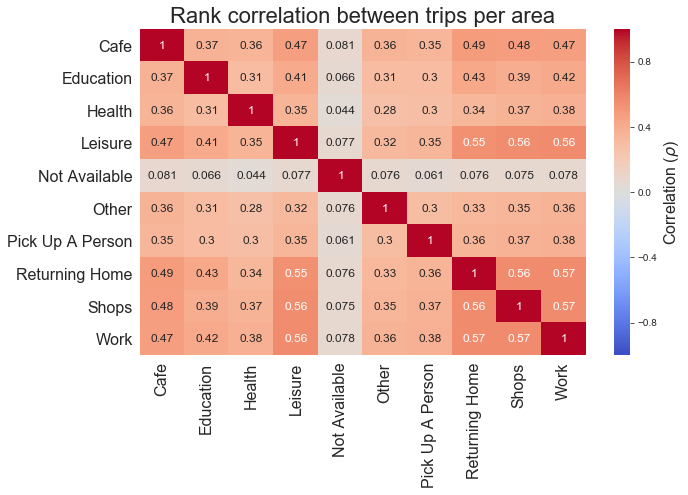 Rank correlation between trips per area
Cafe 1 0.37 0.36 0.47 0.081 0.36 0.35 0.49 0.48 0.47
Education 0.37 1 0.31 0.41 0.066 0.31 0.3 0.43 0.39 0.42
Health 0.36 0.31 1 0.35 0.044 0.28 0.3 0.34 0.37 0.38
Leisure 0.47 0.41 0.35 1 0.077 0.32 0.35 0.55 0.56 0.56
Not Available 0.081 0.066 0.044 0.077 1 0.076 0.061 0.076 0.075 0.078
Other 0.36 0.31 0.28 0.32 0.076 1 0.3 0.33 0.35 0.36
Pick Up A Person 0.35 0.3 0.3 0.35 0.061 0.3 1 0.36 0.37 0.38
Returning Home 0.49 0.43 0.34 0.55 0.076 0.33 0.36 1 0.56 0.57
Shops 0.48 0.39 0.37 0.56 0.075 0.35 0.37 0.56 1 0.57
Work 0.47 0.42 0.38 0.56 0.078 0.36 0.38 0.57 0.57 1
Cafe
Education
Health
Leisure
Not Available
Other
Pick Up A Person
Returning Home
Shops
Work
0.8
0.4
0.0
−0.4
−0.8
Correlation (ρ)